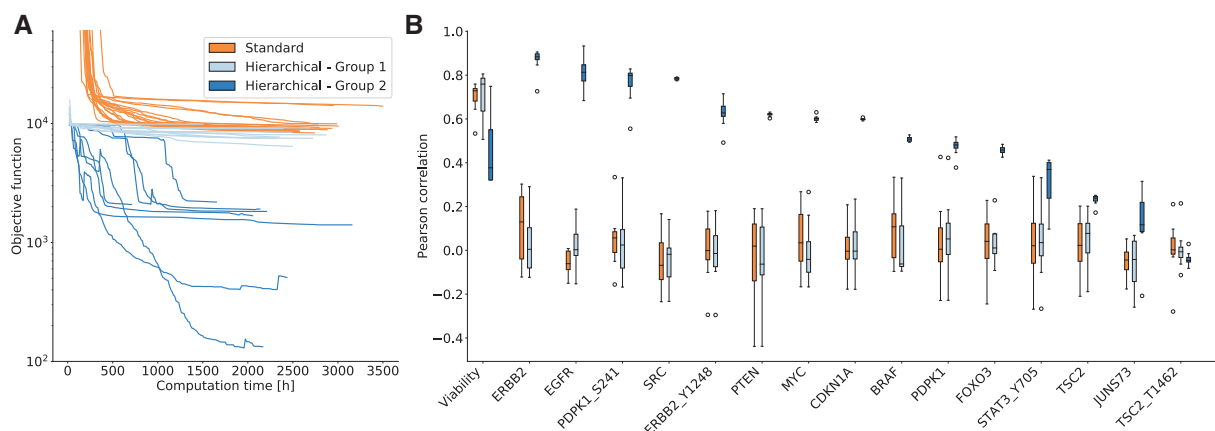 A
Objective function
10^4
10^3
10^2
0 500 1000 1500 2000 2500 3000 3500
Computation time [h]
Standard
Hierarchical - Group 1
Hierarchical - Group 2
B
Pearson correlation
1.0
0.8
0.6
0.4
0.2
0.0
−0.2
−0.4
Viability
ERBB2
EGFR
PDPK1_S241
SRC
ERBB2_Y1248
PTEN
MYC
CDKN1A
BRAF
PDPK1
FOXO3
STAT3_Y705
TSC2
JUNS73
TSC2_T1462